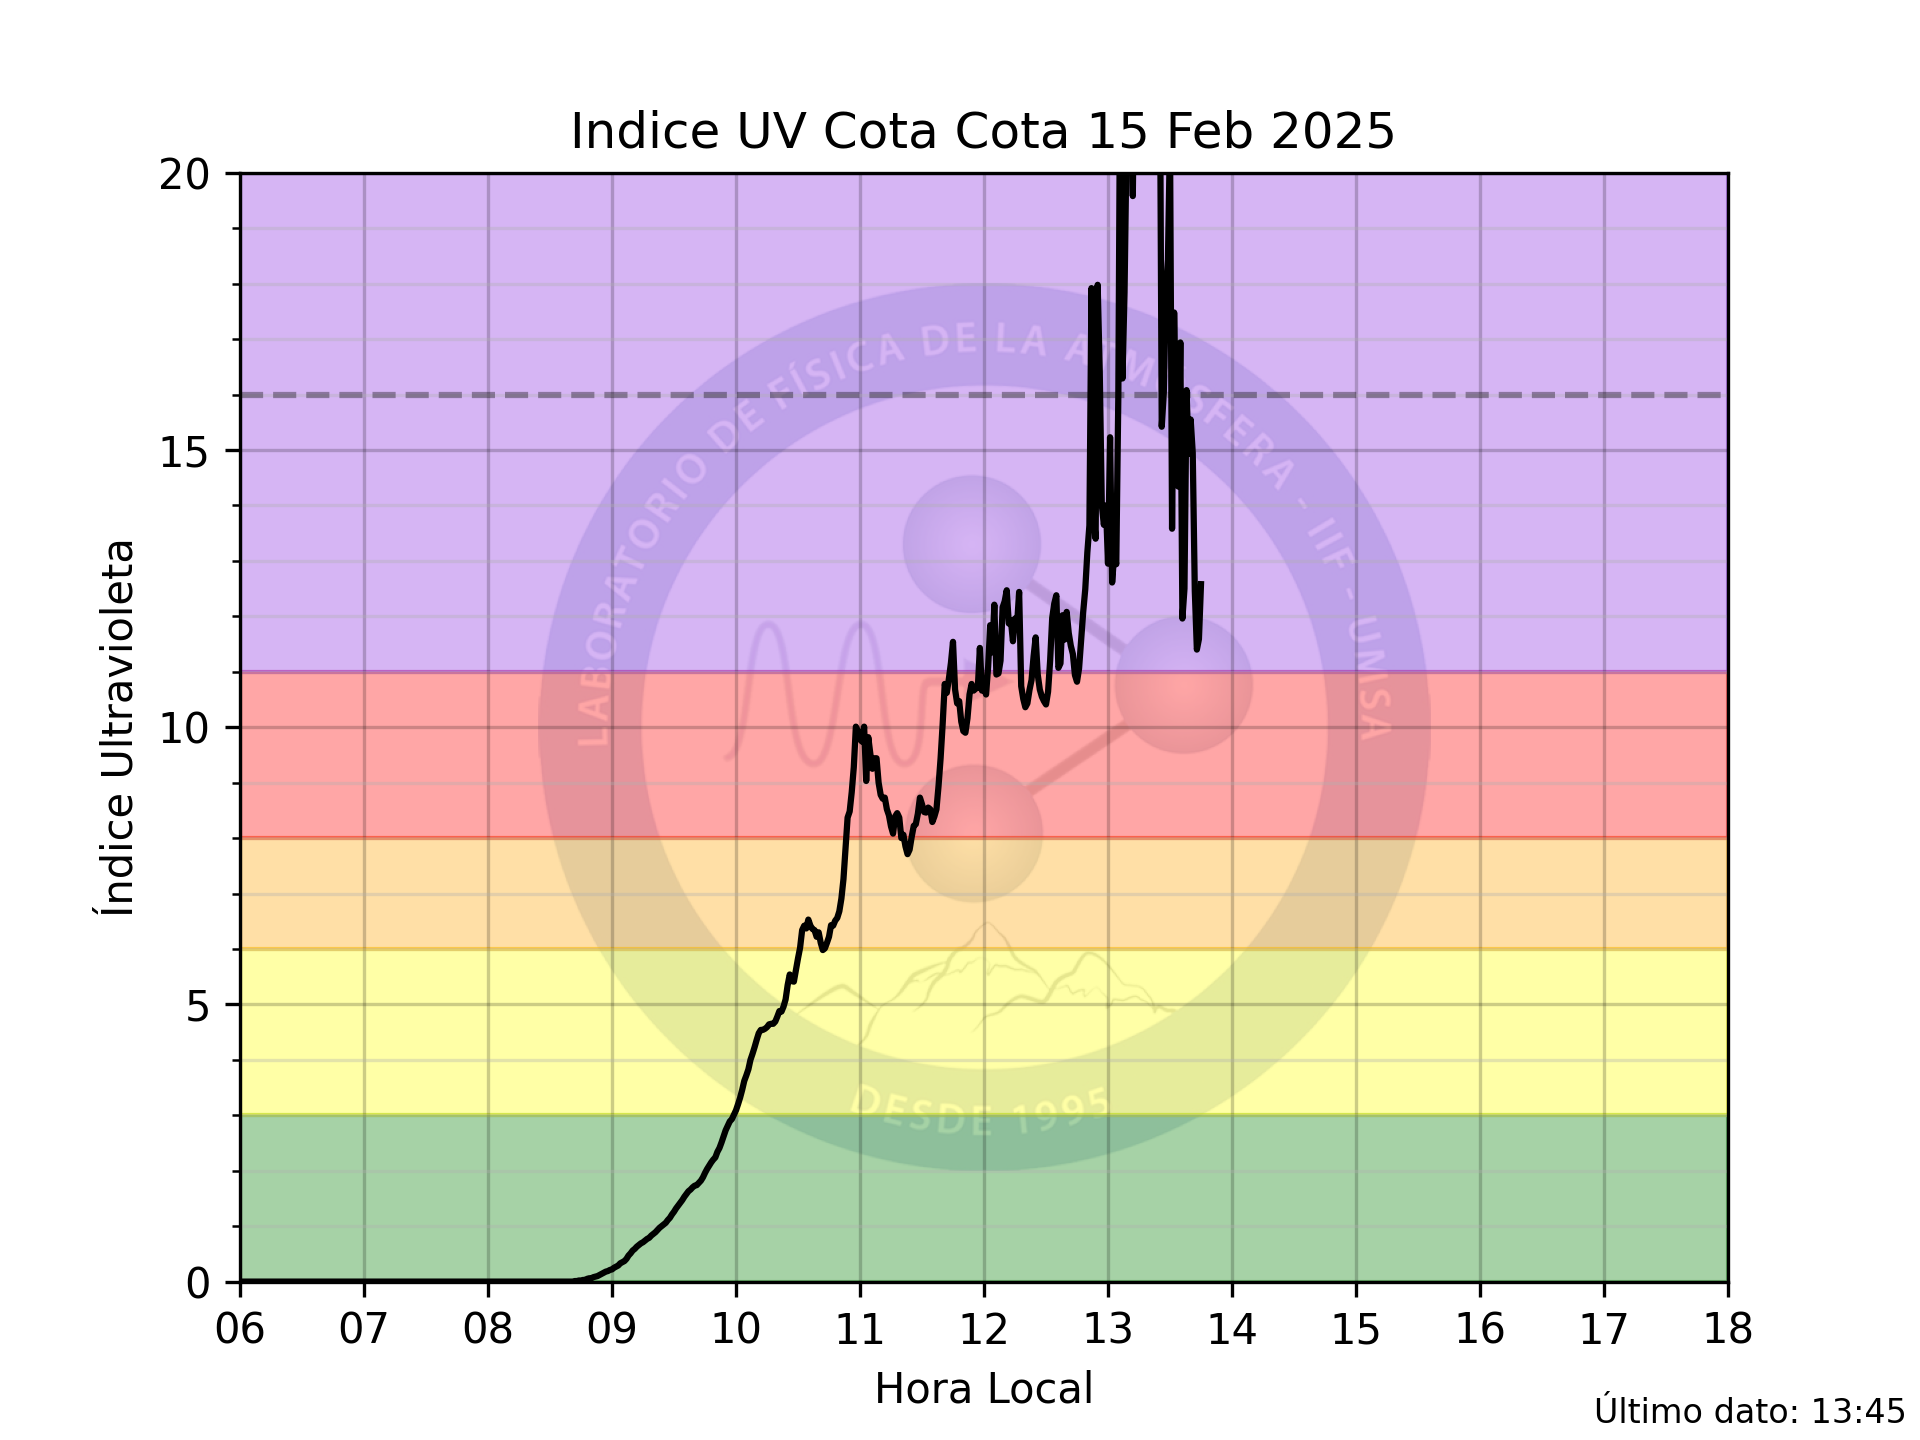 Indice UV Cota Cota 15 Feb 2025
20
15
10
5
0
Índice Ultravioleta
LABORATORIO DE FÍSICA DE LA ATMÓSFERA - IIF - UMSA
DESDE 1995
06 07 08 09 10 11 12 13 14 15 16 17 18
Hora Local
Último dato: 13:45